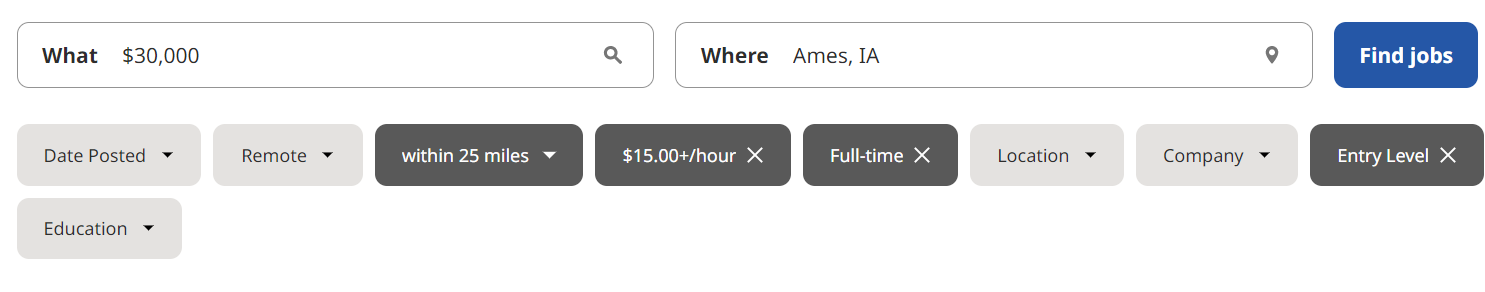 What $30,000 Where Ames, IA Find jobs
Date Posted Remote within 25 miles $15.00+/hour Full-time Location Company Entry Level
Education